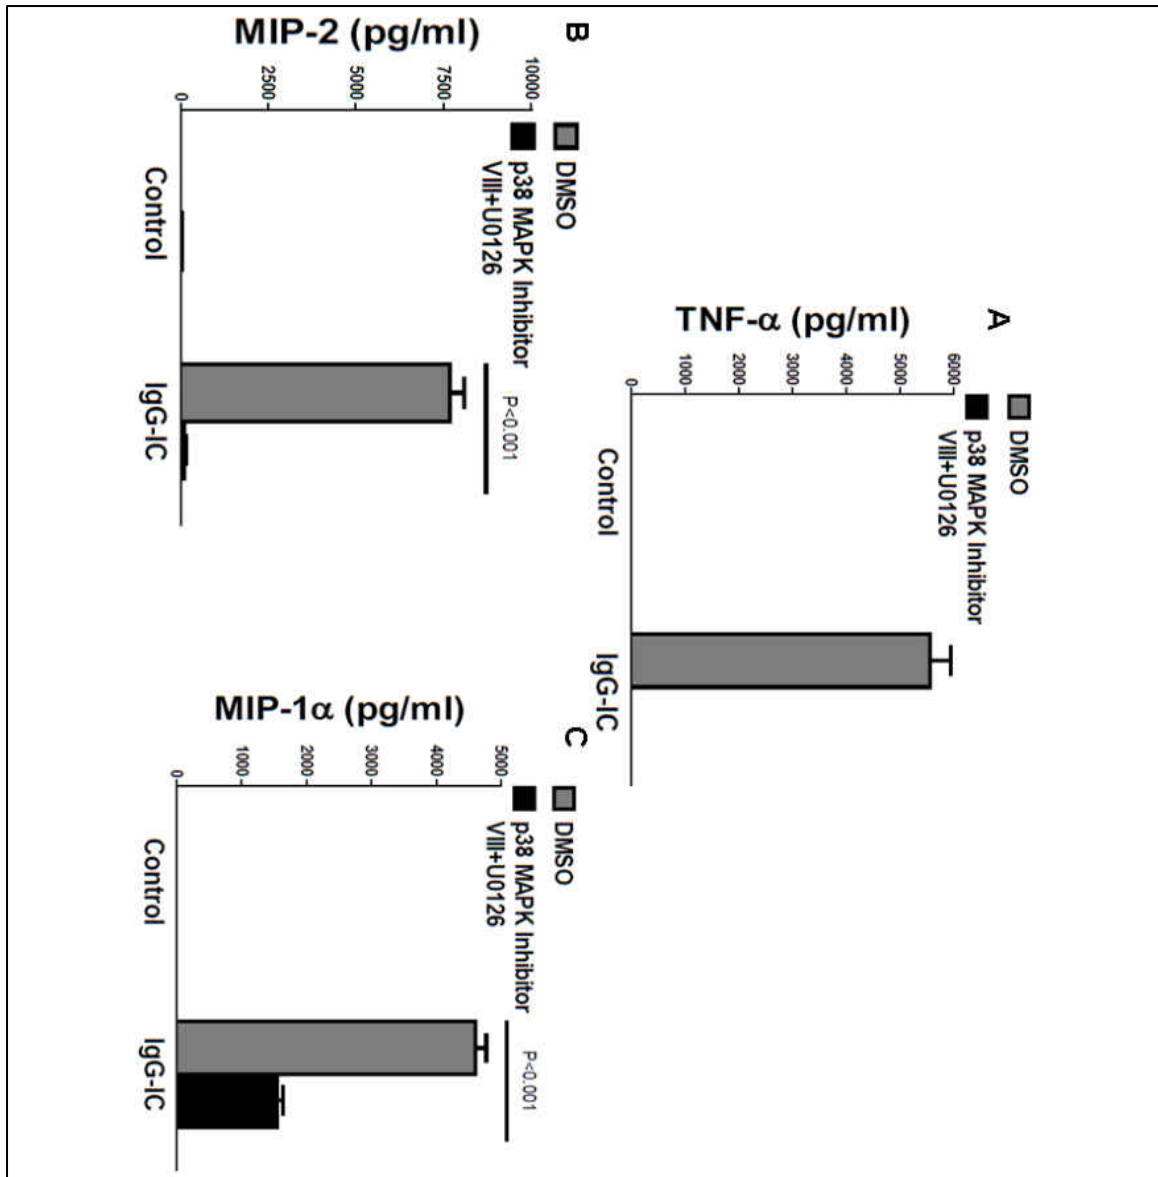 A
DMSO
p38 MAPK Inhibitor
VIII+U0126
TNF-α (pg/ml)
6000
5000
4000
3000
2000
1000
0
Control
IgG-IC
B
DMSO
p38 MAPK Inhibitor
VIII+U0126
P<0.001
MIP-2 (pg/ml)
10000
7500
5000
2500
0
Control
IgG-IC
C
DMSO
p38 MAPK Inhibitor
VIII+U0126
P<0.001
MIP-1α (pg/ml)
5000
4000
3000
2000
1000
0
Control
IgG-IC